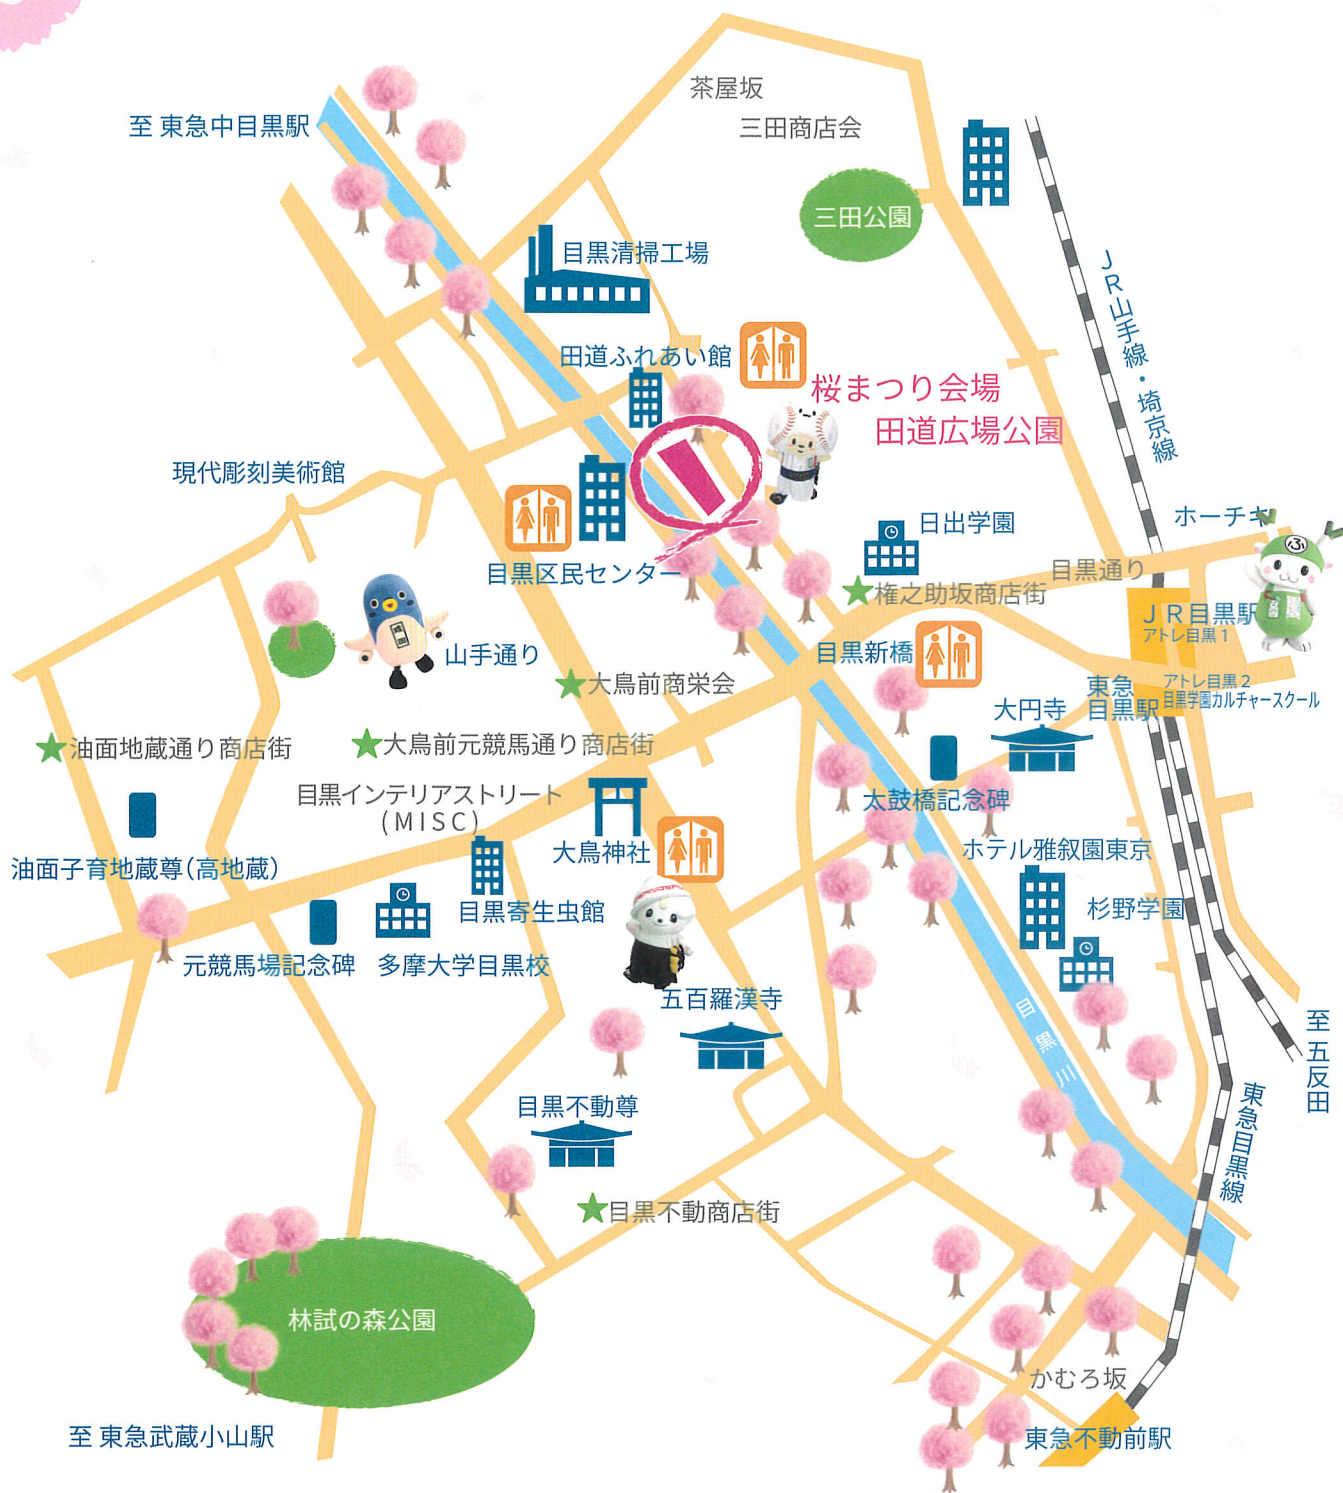 茶屋坂
至 東急中目黒駅
三田商店会
三田公園
目黒清掃工場
JR山手線・埼京線
田道ふれあい館
桜まつり会場
田道広場公園
現代彫刻美術館
日出学園
ホーチキ
目黒区民センター
目黒通り
権之助坂商店街
JR目黒駅
アトレ目黒1
山手通り
目黒新橋
大鳥前商栄会
東急
目黒駅
アトレ目黒2
目黒学園カルチャースクール
大円寺
油面地蔵通り商店街
大鳥前元競馬通り商店街
目黒インテリアストリート
(MISC)
太鼓橋記念碑
油面子育地蔵尊(高地蔵)
大鳥神社
ホテル雅叙園東京
目黒寄生虫館
杉野学園
元競馬場記念碑
多摩大学目黒校
五百羅漢寺
目黒川
至 五反田
目黒不動尊
東急目黒線
目黒不動商店街
林試の森公園
かむろ坂
至 東急武蔵小山駅
東急不動前駅